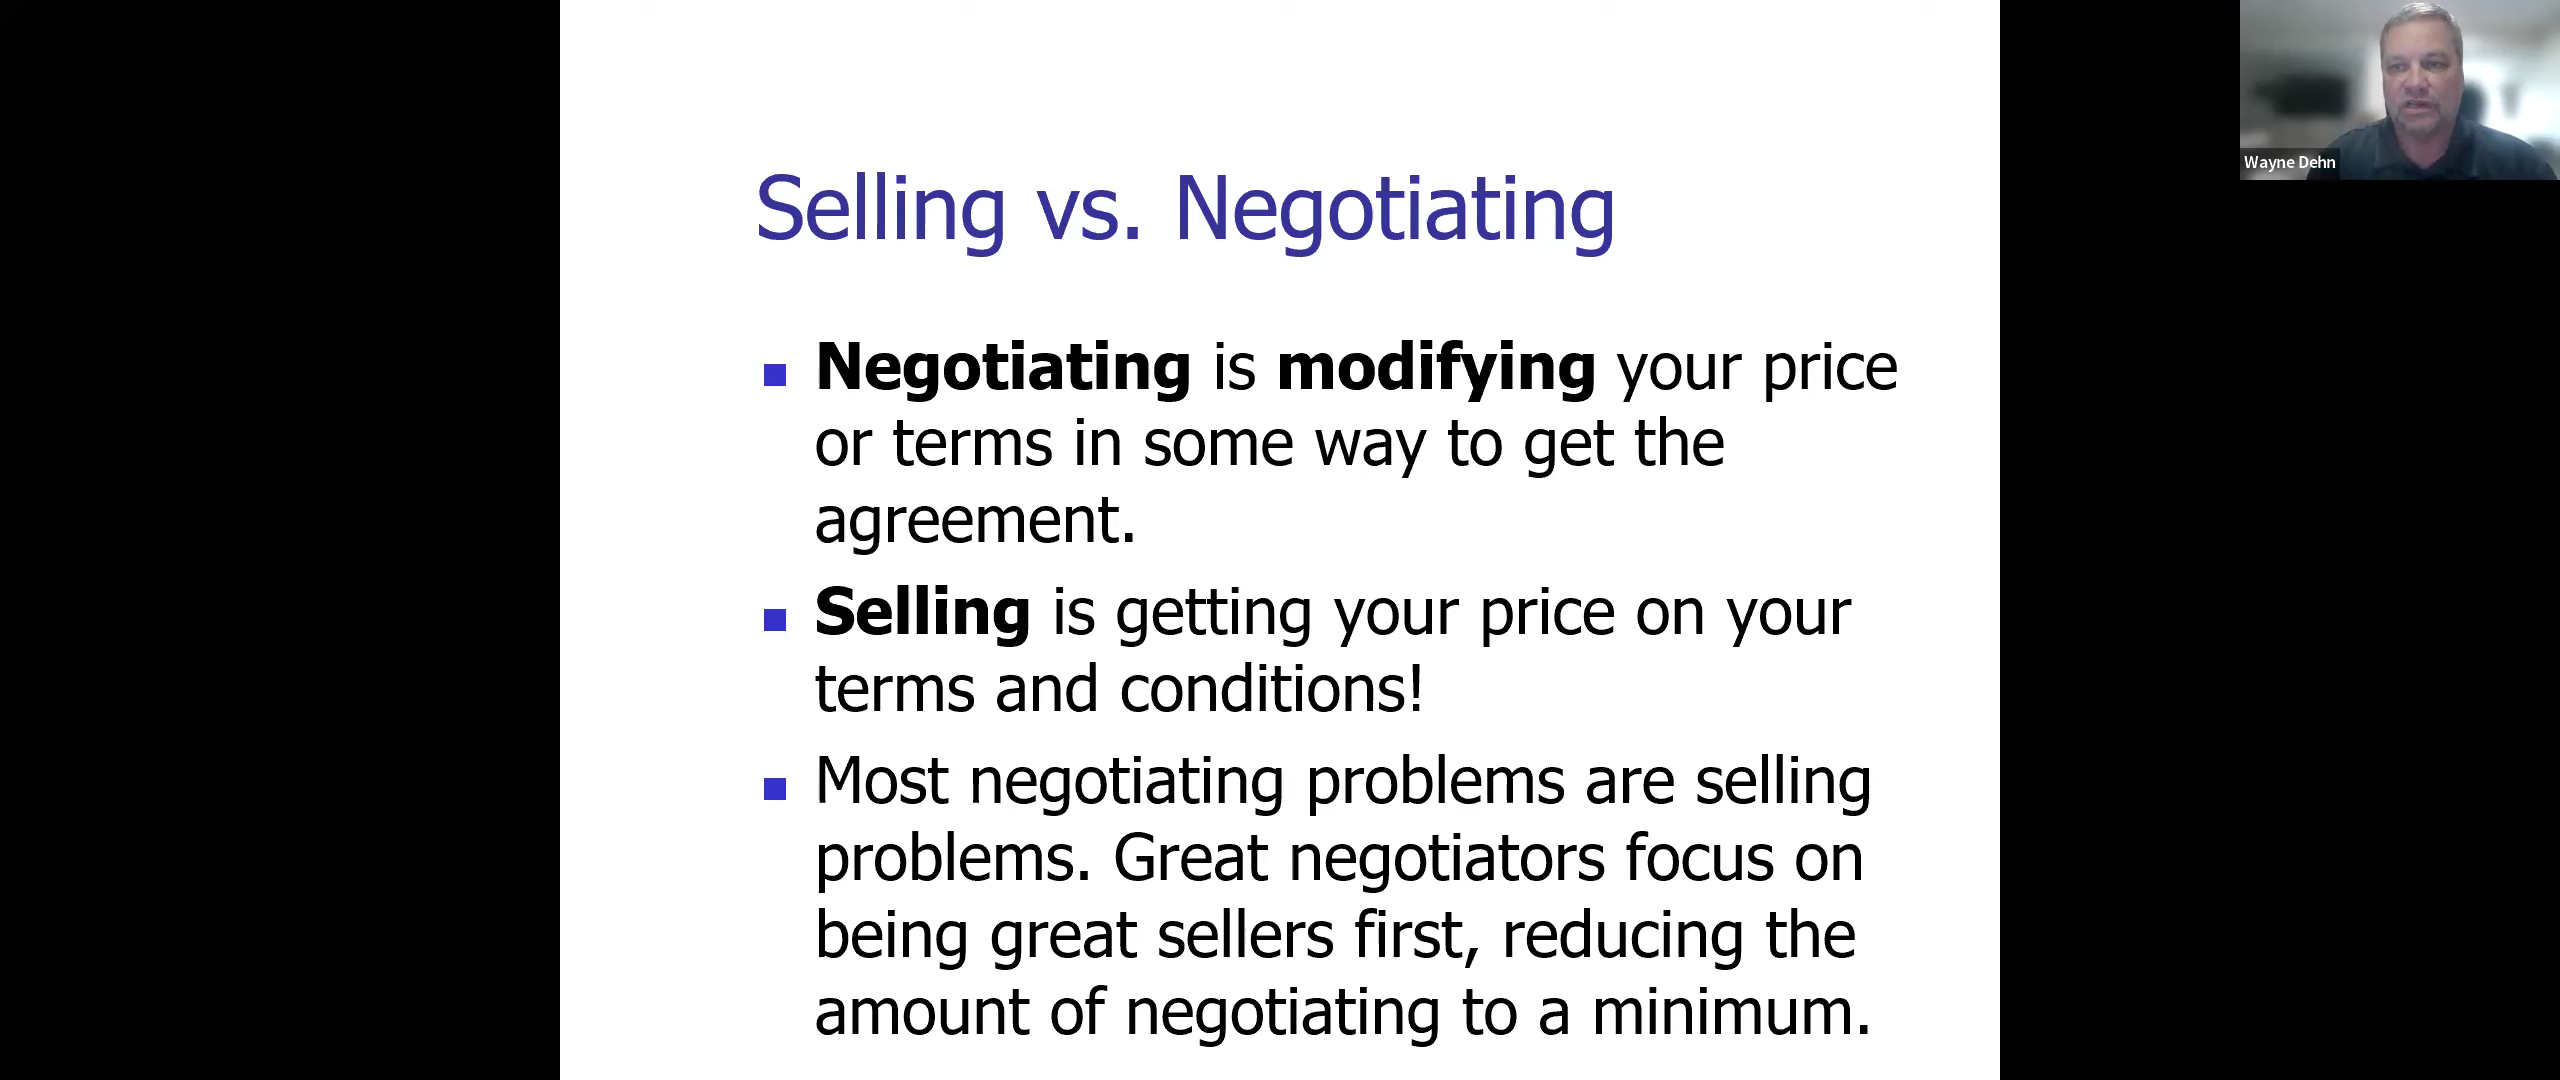 Selling vs. Negotiating
Negotiating is modifying your price
or terms in some way to get the
agreement.
Selling is getting your price on your
terms and conditions!
Most negotiating problems are selling
problems. Great negotiators focus on
being great sellers first, reducing the
amount of negotiating to a minimum.
Wayne Dehn